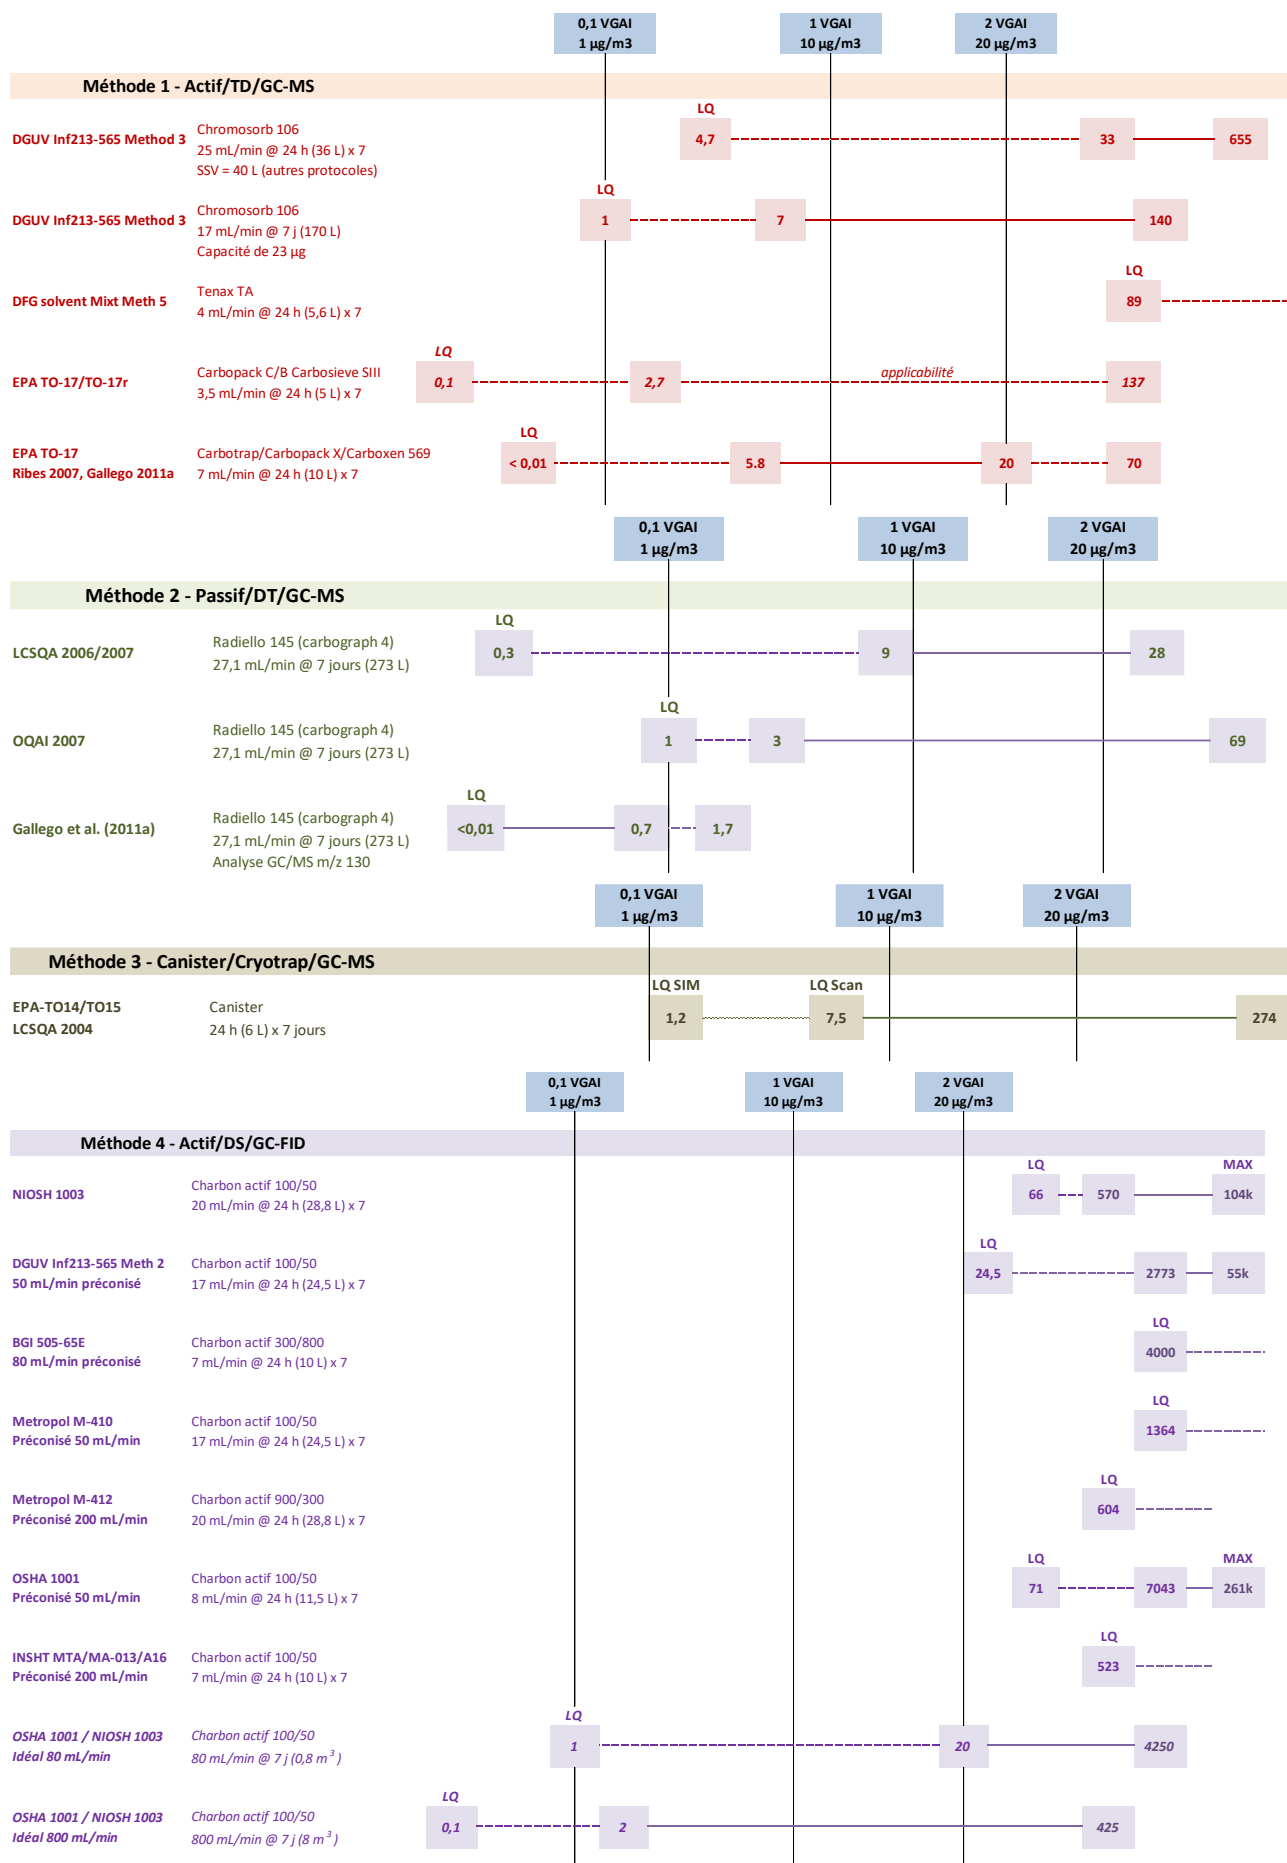 0,1 VGAI 1 VGAI 2 VGAI
1 µg/m3 10 µg/m3 20 µg/m3
Méthode 1 - Actif/TD/GC-MS
LQ
DGUV Inf213-565 Method 3 Chromosorb 106 4,7 33 655
25 mL/min @ 24 h (36 L) x 7
SSV = 40 L (autres protocoles)
LQ
DGUV Inf213-565 Method 3 Chromosorb 106 1 7 140
17 mL/min @ 7 j (170 L)
Capacité de 23 µg
LQ
DFG solvent Mixt Meth 5 Tenax TA 89
4 mL/min @ 24 h (5,6 L) x 7
LQ
EPA TO-17/TO-17r Carbopack C/B Carbosieve SIII 0,1 2,7 applicabilité 137
3,5 mL/min @ 24 h (5 L) x 7
LQ
EPA TO-17 Carbotrap/Carbopack X/Carboxen 569 < 0,01 5.8 20 70
Ribes 2007, Gallego 2011a 7 mL/min @ 24 h (10 L) x 7
0,1 VGAI 1 VGAI 2 VGAI
1 µg/m3 10 µg/m3 20 µg/m3
Méthode 2 - Passif/DT/GC-MS
LQ
LCSQA 2006/2007 Radiello 145 (carbograph 4) 0,3 9 28
27,1 mL/min @ 7 jours (273 L)
LQ
OQAI 2007 Radiello 145 (carbograph 4) 1 3 69
27,1 mL/min @ 7 jours (273 L)
LQ
Gallego et al. (2011a) Radiello 145 (carbograph 4) <0,01 0,7 1,7
27,1 mL/min @ 7 jours (273 L)
Analyse GC/MS m/z 130
0,1 VGAI 1 VGAI 2 VGAI
1 µg/m3 10 µg/m3 20 µg/m3
Méthode 3 - Canister/Cryotrap/GC-MS
LQ SIM LQ Scan
EPA-TO14/TO15 Canister 1,2 7,5 274
LCSQA 2004 24 h (6 L) x 7 jours
0,1 VGAI 1 VGAI 2 VGAI
1 µg/m3 10 µg/m3 20 µg/m3
Méthode 4 - Actif/DS/GC-FID
LQ MAX
NIOSH 1003 Charbon actif 100/50 66 570 104k
20 mL/min @ 24 h (28,8 L) x 7
LQ
DGUV Inf213-565 Meth 2 Charbon actif 100/50 24,5 2773 55k
50 mL/min préconisé 17 mL/min @ 24 h (24,5 L) x 7
LQ
BGI 505-65E Charbon actif 300/800 4000
80 mL/min préconisé 7 mL/min @ 24 h (10 L) x 7
LQ
Metropol M-410 Charbon actif 100/50 1364
Préconisé 50 mL/min 17 mL/min @ 24 h (24,5 L) x 7
LQ
Metropol M-412 Charbon actif 900/300 604
Préconisé 200 mL/min 20 mL/min @ 24 h (28,8 L) x 7
LQ MAX
OSHA 1001 Charbon actif 100/50 71 7043 261k
Préconisé 50 mL/min 8 mL/min @ 24 h (11,5 L) x 7
LQ
INSHT MTA/MA-013/A16 Charbon actif 100/50 523
Préconisé 200 mL/min 7 mL/min @ 24 h (10 L) x 7
LQ
OSHA 1001 / NIOSH 1003 Charbon actif 100/50 1 20 4250
Idéal 80 mL/min 80 mL/min @ 7 j (0,8 m³ )
LQ
OSHA 1001 / NIOSH 1003 Charbon actif 100/50 0,1 2 425
Idéal 800 mL/min 800 mL/min @ 7 j (8 m³ )